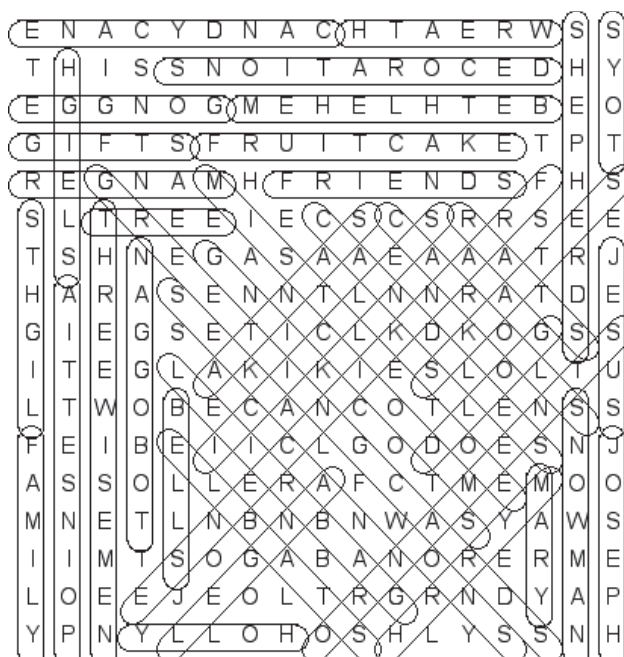 E N A C Y D N A C H T A E R W S S
T H I S S N O I T A R O C E D H Y
E G G N O G M E H E L H T E B E O
G I F T S F R U I T C A K E T P T
R E G N A M H F R I E N D S F H S
S L T R E E I E C S C S R R S E E
T S H N E G A S A A E A A A T R J
H A R A S E N N T L N N R A T D E
G I E G S E T I C L K D K O G S S
I T E G L A K I K I E S L O L T U
L T W O B E C A N C O T L E N S S
F E I B E I I C L G O D O E S N J
A S S O L L E R A F C T M E M O O
M N E T L N B N B N W A S Y A W S
I I M T S O G A B A N O R E R M E
L O E E J E O L T R G R N D Y A P
Y P N Y L L O H O S H L Y S S N H